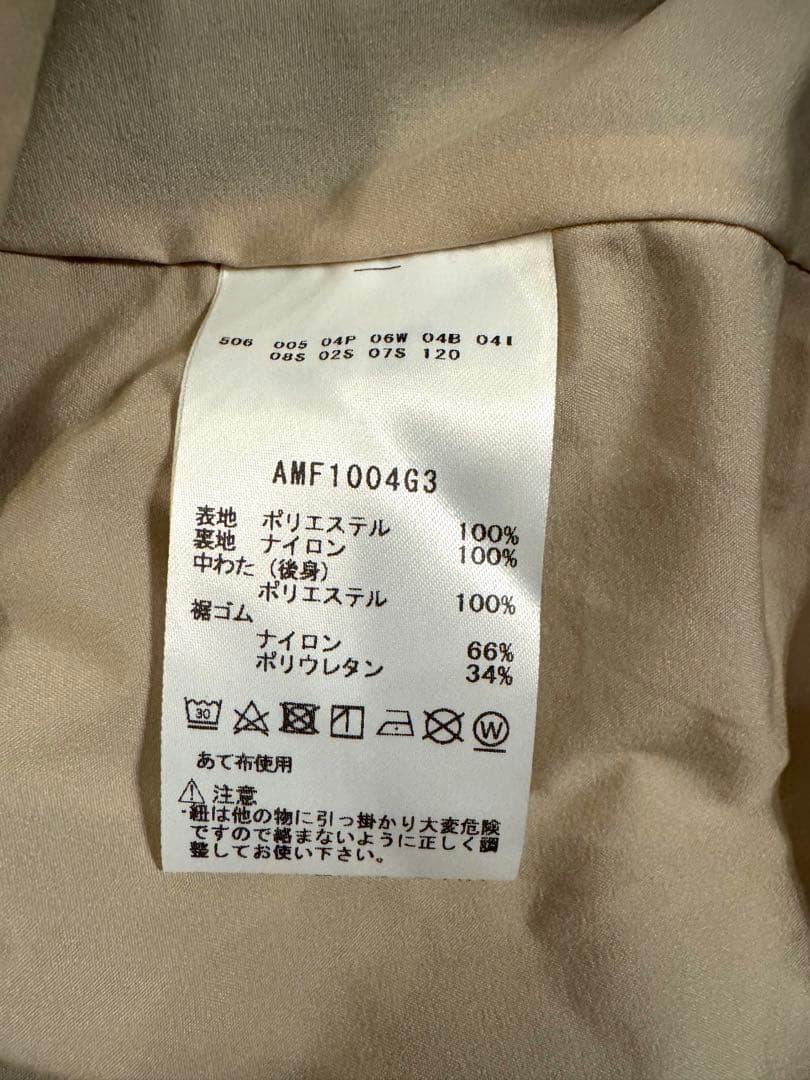 506 005 04P 06W 04B 04I
08S 02S 07S 120
AMF1004G3
表地 ポリエステル 100%
裏地 ナイロン 100%
中わた (後身)
ポリエステル 100%
裾ゴム
ナイロン 66%
ポリウレタン 34%
30 W
あて布使用
注意
・紐は他の物に引っ掛かり大変危険
ですので絡まないように正しく調
整してお使い下さい。